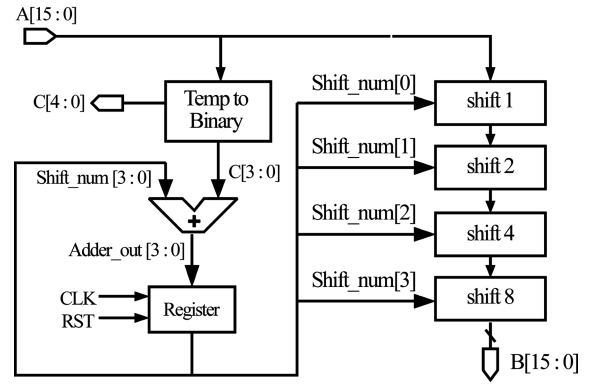 A[15:0]
C[4:0]
Temp to
Binary
Shift_num[0]
shift 1
Shift_num [3:0]
C[3:0]
Shift_num[1]
shift 2
+
Shift_num[2]
shift 4
Adder_out [3:0]
Shift_num[3]
shift 8
CLK
RST
Register
B[15:0]